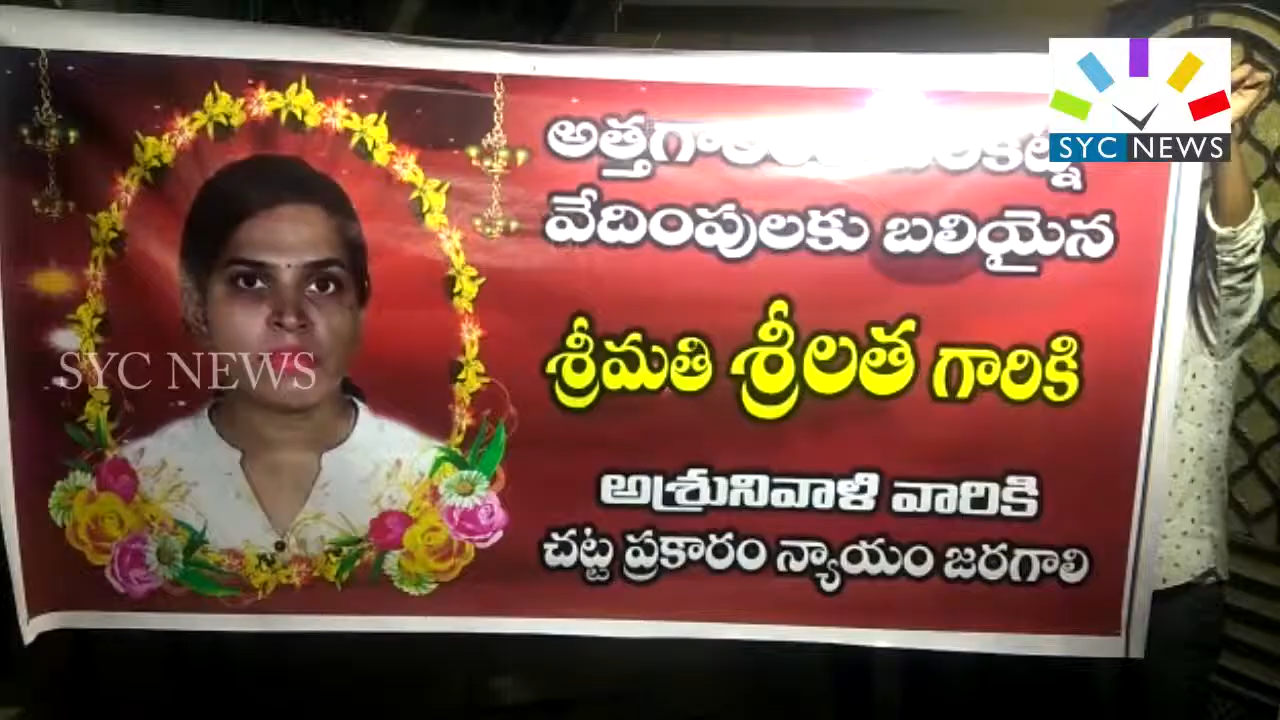 SYC NEWS
వేదింపులకు బలియైన
శ్రీమతి శ్రీలత గారికి
అశ్రునివాళి వారికి
చట్ట ప్రకారం న్యాయం జరగాలి
SYC NEWS